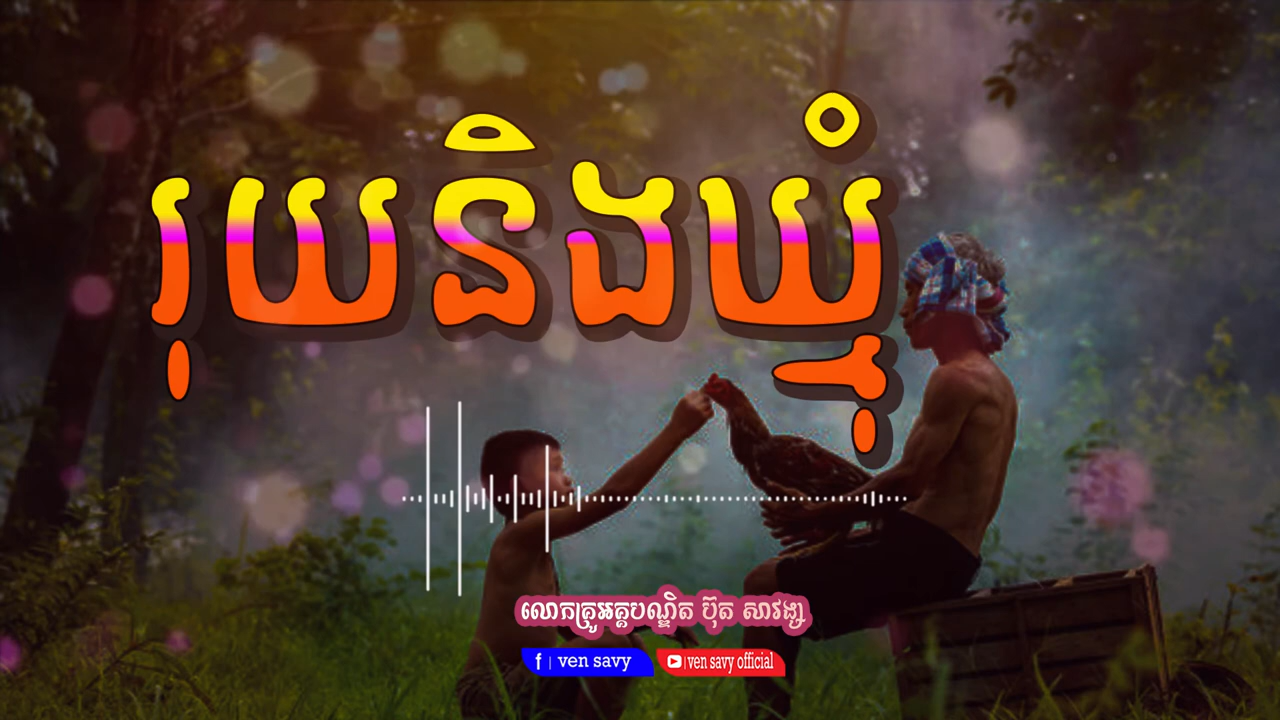 រុយនិងឃ្មុំ
លោកគ្រូអគ្គបណ្ឌិត ប៊ុត សាវង្ស
f | ven savy
ven savy official